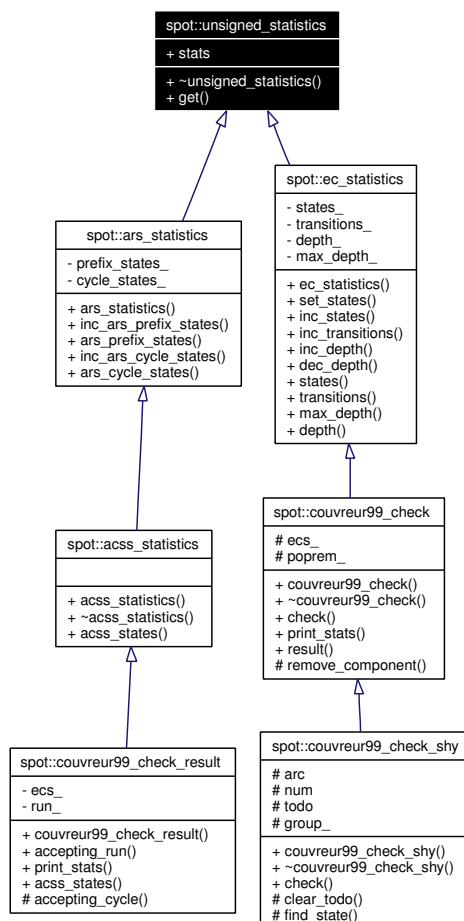 spot::unsigned_statistics
+ stats
+ ~unsigned_statistics()
+ get()
spot::ars_statistics
- prefix_states_
- cycle_states_
+ ars_statistics()
+ inc_ars_prefix_states()
+ ars_prefix_states()
+ inc_ars_cycle_states()
+ ars_cycle_states()
spot::ec_statistics
- states_
- transitions_
- depth_
- max_depth_
+ ec_statistics()
+ set_states()
+ inc_states()
+ inc_transitions()
+ inc_depth()
+ dec_depth()
+ states()
+ transitions()
+ max_depth()
+ depth()
spot::acss_statistics
+ acss_statistics()
+ ~acss_statistics()
+ acss_states()
spot::couvreur99_check
# ecs_
# poprem_
+ couvreur99_check()
+ ~couvreur99_check()
+ check()
+ print_stats()
+ result()
# remove_component()
spot::couvreur99_check_result
- ecs_
- run_
+ couvreur99_check_result()
+ accepting_run()
+ print_stats()
+ acss_states()
# accepting_cycle()
spot::couvreur99_check_shy
# arc
# num
# todo
# group_
+ couvreur99_check_shy()
+ ~couvreur99_check_shy()
+ check()
# clear_todo()
# find_state()